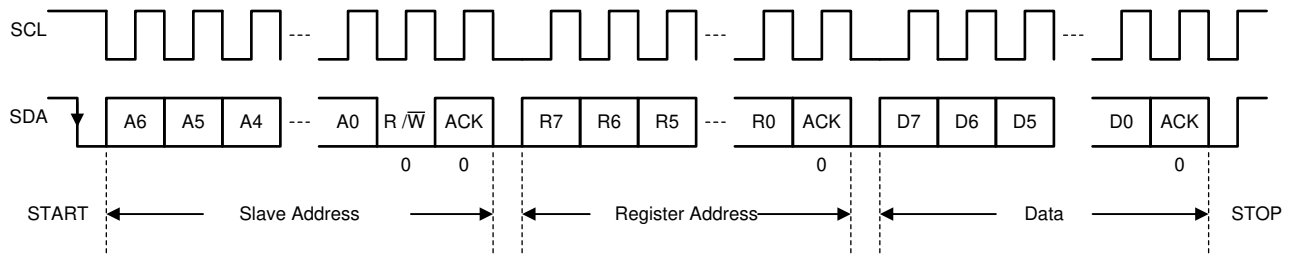 SCL --- --- ---
SDA A6 A5 A4 --- A0 R /W̅ ACK R7 R6 R5 --- R0 ACK D7 D6 D5 D0 ACK
0 0 0 0
START Slave Address Register Address Data STOP